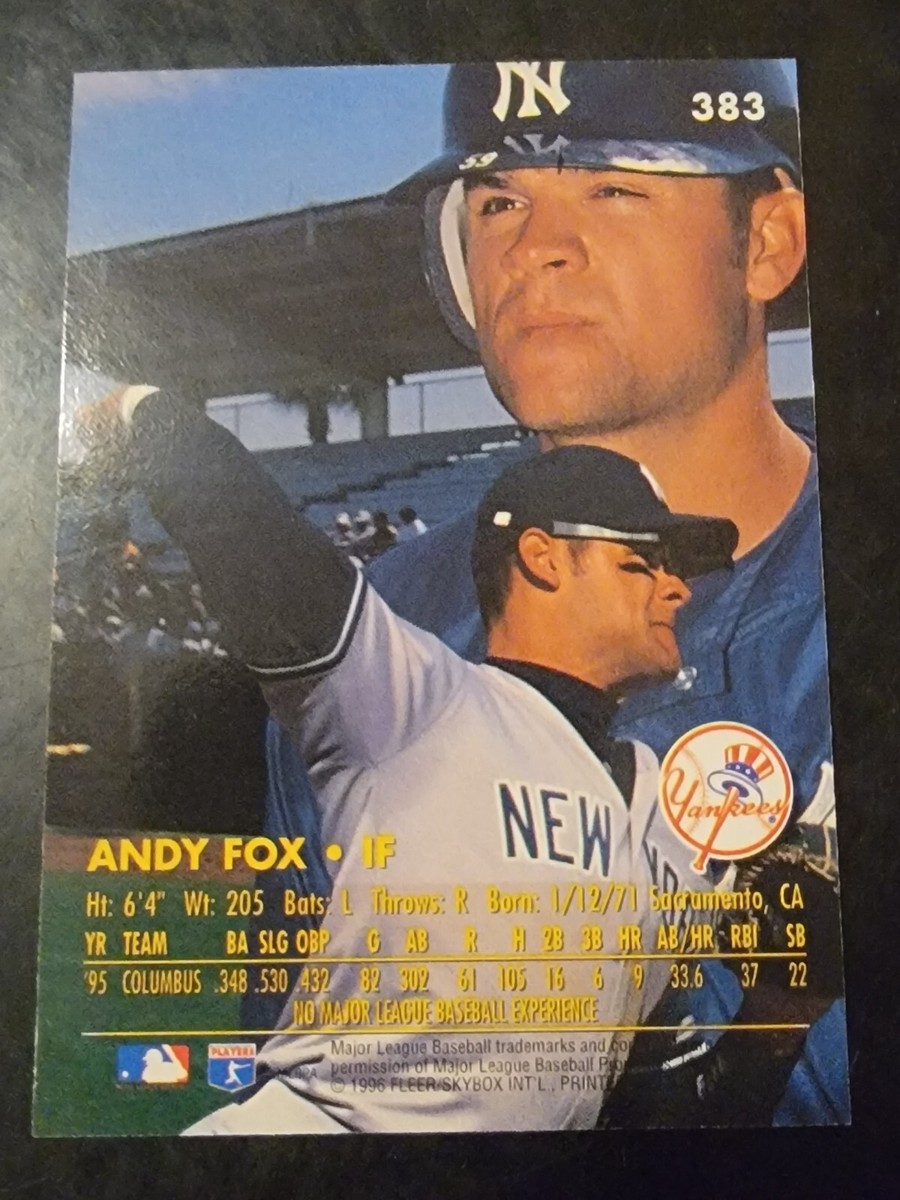 NY
383
59
NEW
Yankees
ANDY FOX • IF
Ht: 6'4" Wt: 205 Bats: L Throws: R Born: 1/12/71 Sacramento, CA
YR TEAM BA SLG OBP G AB R H 2B 3B HR AB/HR RBI SB
'95 COLUMBUS .348 .530 .432 82 302 61 105 16 6 9 33.6 37 22
NO MAJOR LEAGUE BASEBALL EXPERIENCE
Major League Baseball trademarks and
permission of Major League Baseball
PLAYERS
© 1996 FLEER/SKYBOX INT'L.,